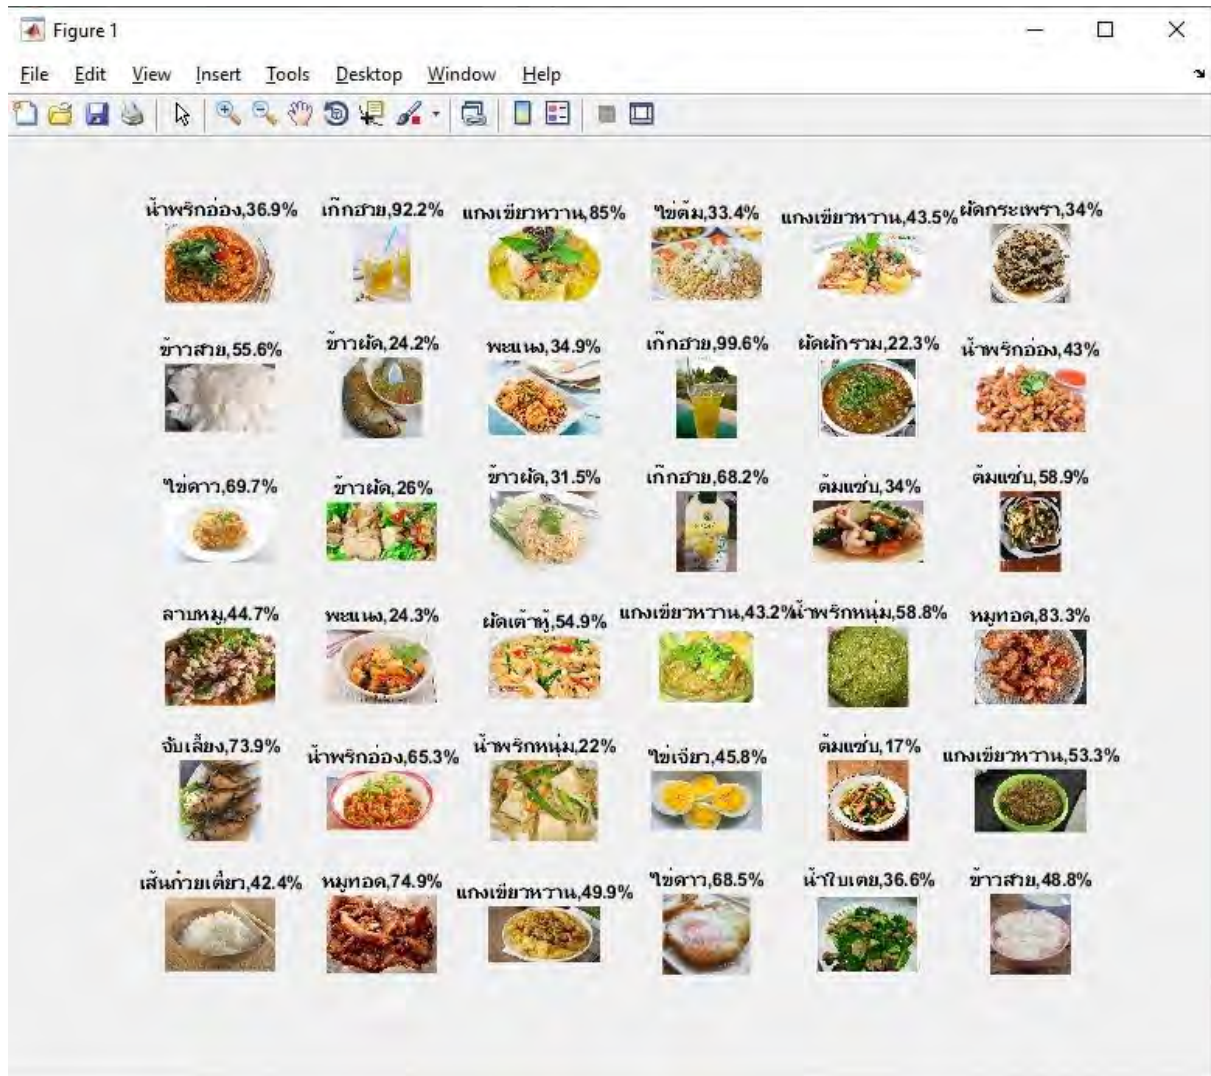 Figure 1
File Edit View Insert Tools Desktop Window Help
น้ำพริกอ่อง,36.9% เก๊กฮวย,92.2% แกงเขียวหวาน,85% ไข่ต้ม,33.4% แกงเขียวหวาน,43.5% ผัดกระเพรา,34%
ข้าวสวย,55.6% ข้าวผัด,24.2% พะแนง,34.9% เก๊กฮวย,99.6% ผัดผักรวม,22.3% น้ำพริกอ่อง,43%
ไข่ดาว,69.7% ข้าวผัด,26% ข้าวผัด,31.5% เก๊กฮวย,68.2% ต้มแซ่บ,34% ต้มแซ่บ,58.9%
ลาบหมู,44.7% พะแนง,24.3% ผัดเต้าหู้,54.9% แกงเขียวหวาน,43.2% น้ำพริกหนุ่ม,58.8% หมูทอด,83.3%
จับเลี้ยง,73.9% น้ำพริกอ่อง,65.3% น้ำพริกหนุ่ม,22% ไข่เจียว,45.8% ต้มแซ่บ,17% แกงเขียวหวาน,53.3%
เส้นก๋วยเตี๋ยว,42.4% หมูทอด,74.9% แกงเขียวหวาน,49.9% ไข่ดาว,68.5% น้ำใบเตย,36.6% ข้าวสวย,48.8%